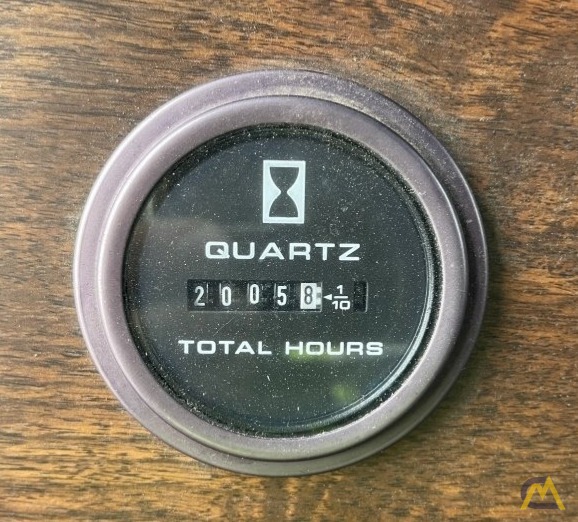 QUARTZ
20058 ◄1/10
TOTAL HOURS